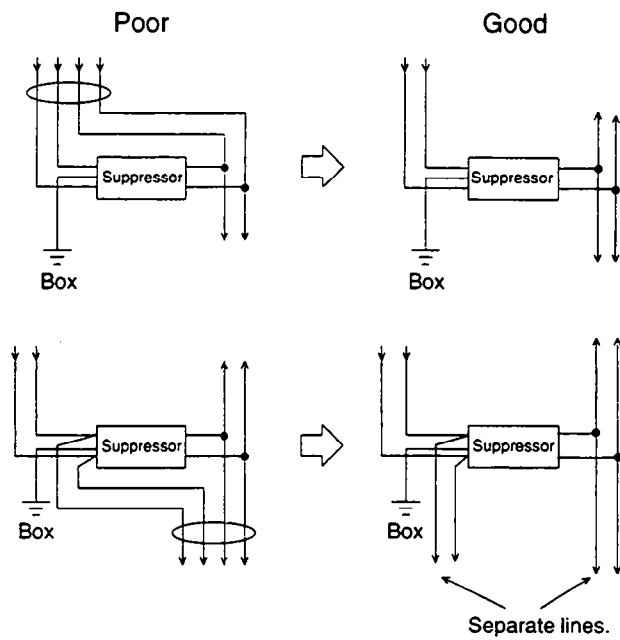 Poor
Good
Suppressor
Suppressor
Box
Box
Suppressor
Suppressor
Box
Box
Separate lines.